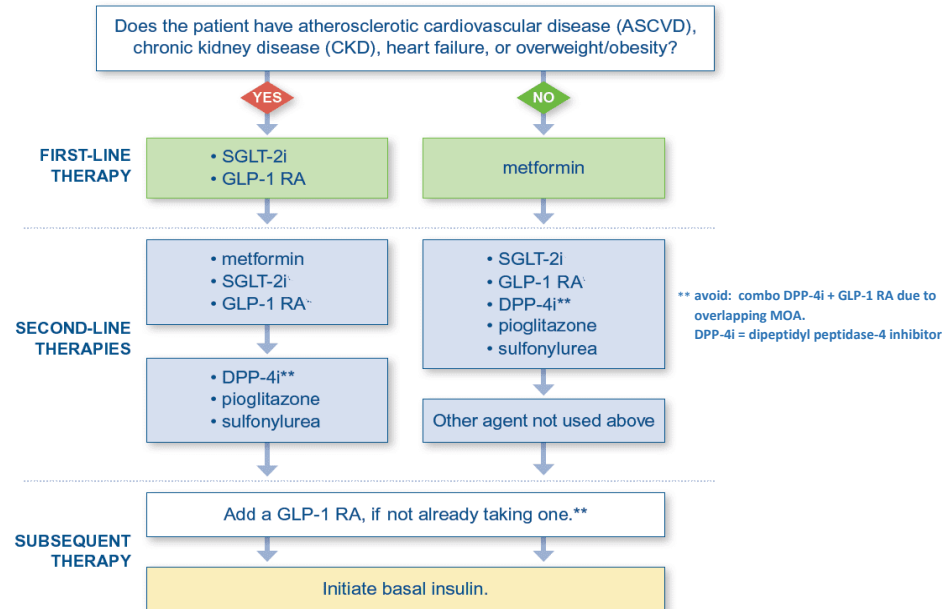 Does the patient have atherosclerotic cardiovascular disease (ASCVD),
chronic kidney disease (CKD), heart failure, or overweight/obesity?
YES
NO
FIRST-LINE
THERAPY
• SGLT-2i
• GLP-1 RA
metformin
SECOND-LINE
THERAPIES
• metformin
• SGLT-2i
• GLP-1 RA
• DPP-4i**
• pioglitazone
• sulfonylurea
• SGLT-2i
• GLP-1 RA
• DPP-4i**
• pioglitazone
• sulfonylurea
Other agent not used above
** avoid: combo DPP-4i + GLP-1 RA due to
overlapping MOA.
DPP-4i = dipeptidyl peptidase-4 inhibitor
SUBSEQUENT
THERAPY
Add a GLP-1 RA, if not already taking one.**
Initiate basal insulin.